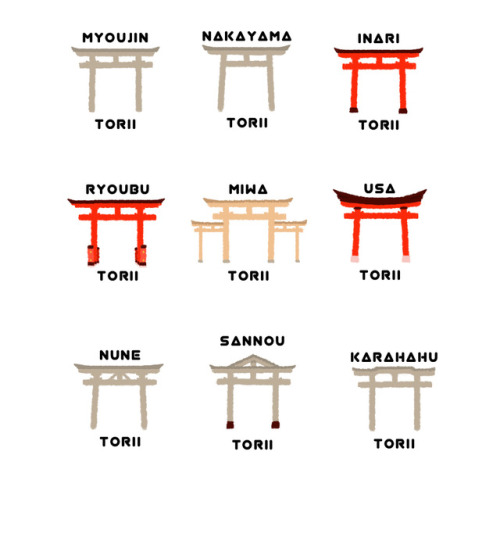 MYOUJIN
TORII
NAKAYAMA
TORII
INARI
TORII
RYOUBU
TORII
MIWA
TORII
USA
TORII
NUNE
TORII
SANNOU
TORII
KARAHAHU
TORII